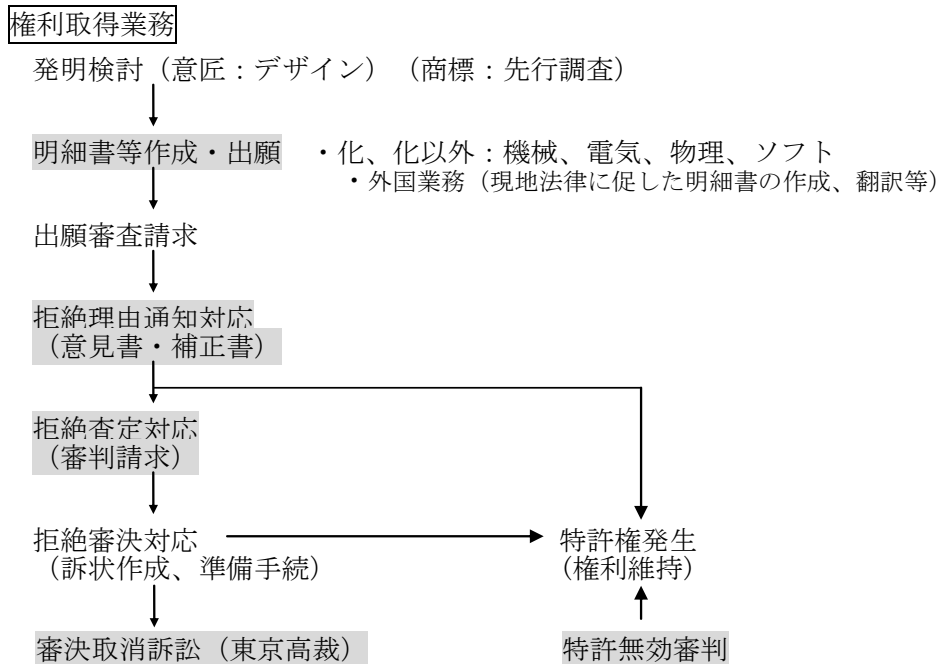 権利取得業務
発明検討（意匠：デザイン）（商標：先行調査）
明細書等作成・出願　・化、化以外：機械、電気、物理、ソフト
・外国業務（現地法律に促した明細書の作成、翻訳等）
出願審査請求
拒絶理由通知対応
（意見書・補正書）
拒絶査定対応
（審判請求）
拒絶審決対応
（訴状作成、準備手続）
特許権発生
（権利維持）
審決取消訴訟（東京高裁）
特許無効審判